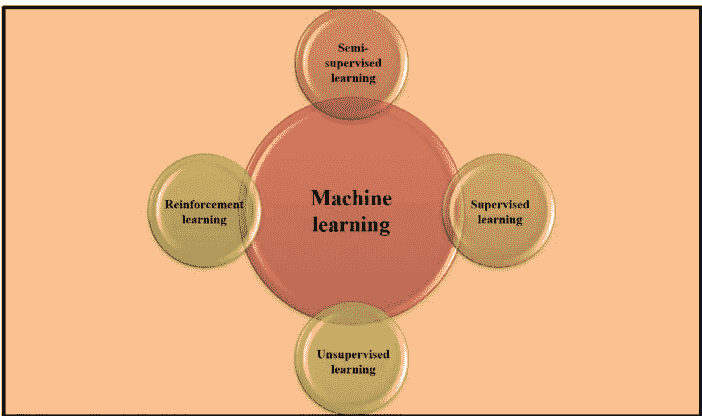 Semi-
supervised
learning
Machine
learning
Reinforcement
learning
Supervised
learning
Unsupervised
learning